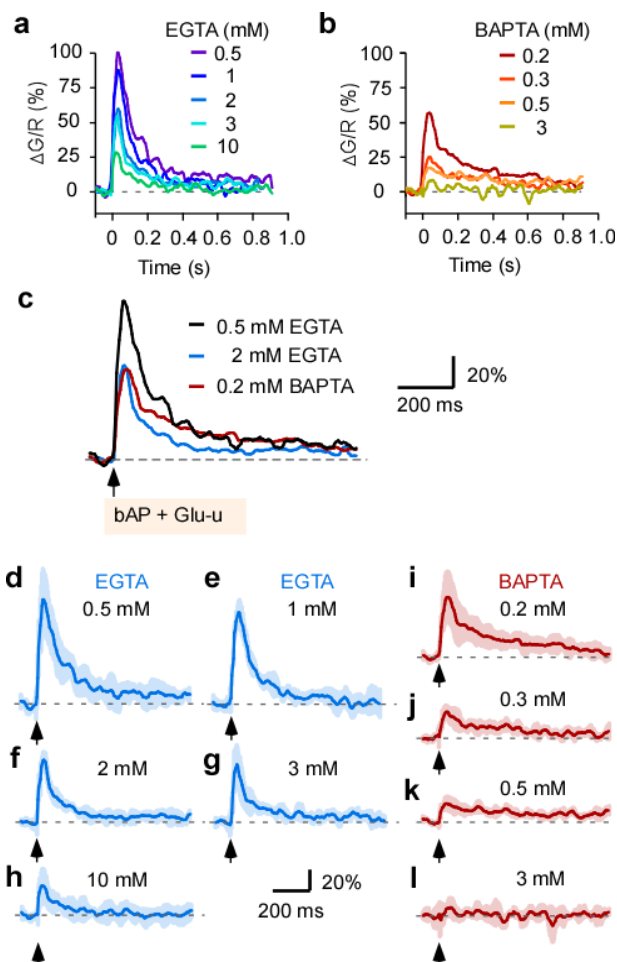 a
EGTA (mM)
0.5
1
2
3
10
100
75
50
25
0
ΔG/R (%)
0 0.2 0.4 0.6 0.8 1.0
Time (s)
b
BAPTA (mM)
0.2
0.3
0.5
3
100
75
50
25
0
ΔG/R (%)
0 0.2 0.4 0.6 0.8 1.0
Time (s)
c
0.5 mM EGTA
2 mM EGTA
0.2 mM BAPTA
20%
200 ms
bAP + Glu-u
d
EGTA
0.5 mM
e
EGTA
1 mM
f
2 mM
g
3 mM
h
10 mM
20%
200 ms
i
BAPTA
0.2 mM
j
0.3 mM
k
0.5 mM
l
3 mM